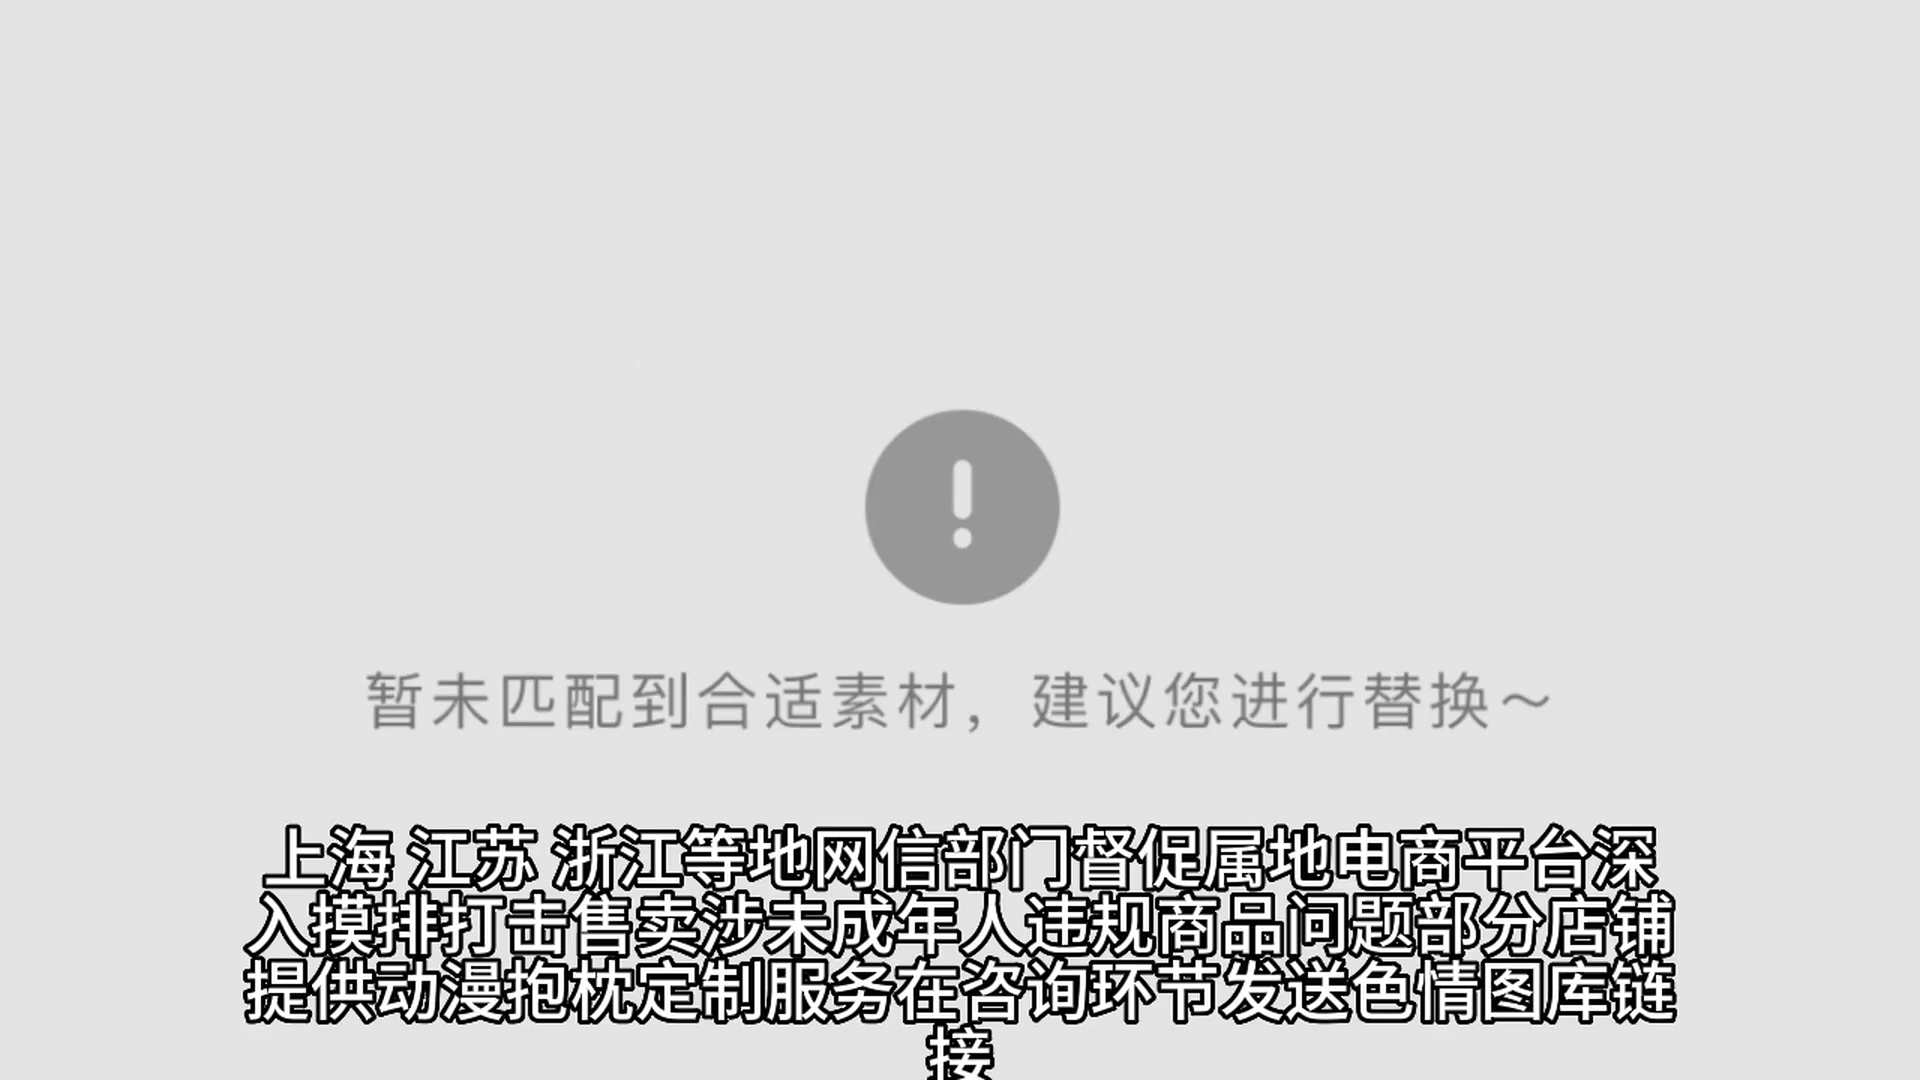 暂未匹配到合适素材，建议您进行替换～
上海 江苏 浙江等地网信部门督促属地电商平台深
入摸排打击售卖涉未成年人违规商品问题部分店铺
提供动漫抱枕定制服务在咨询环节发送色情图库链
接